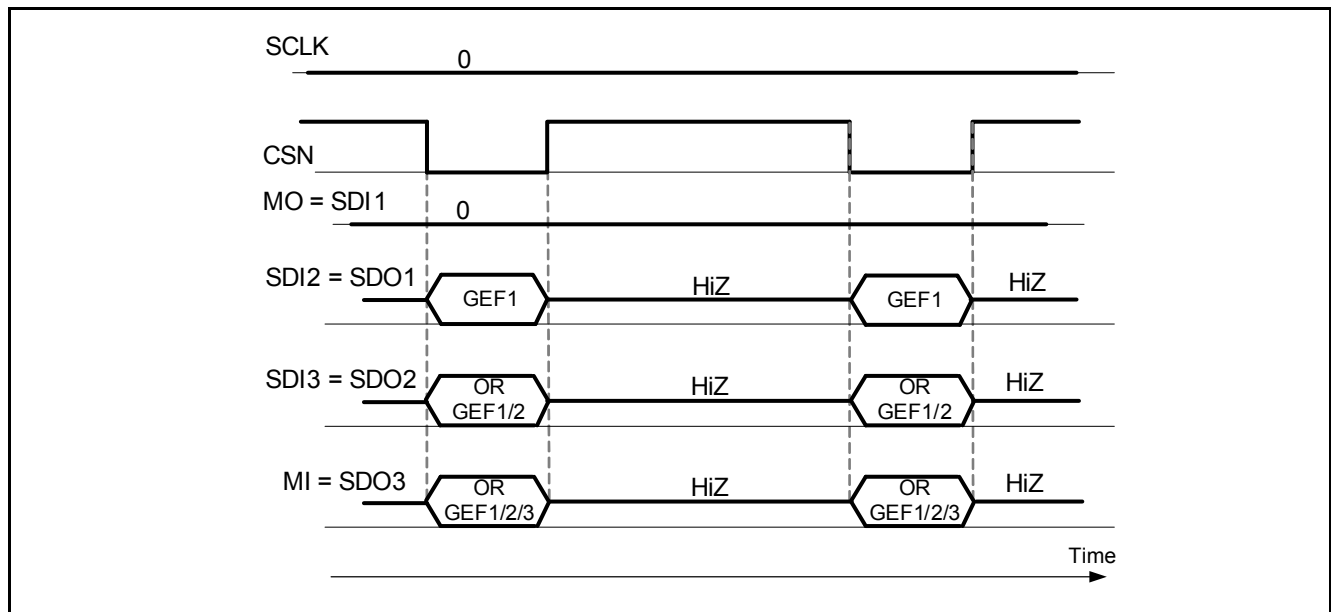 SCLK
0
CSN
MO = SDI1
0
SDI2 = SDO1
GEF1
HiZ
GEF1
HiZ
SDI3 = SDO2
OR
GEF1/2
HiZ
OR
GEF1/2
HiZ
MI = SDO3
OR
GEF1/2/3
HiZ
OR
GEF1/2/3
HiZ
Time